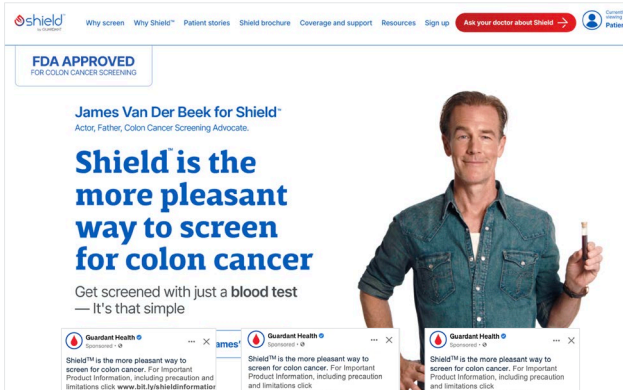 shield™
by GUARDANT
Why screen Why Shield™ Patient stories Shield brochure Coverage and support Resources Sign up Ask your doctor about Shield →
Currently
viewing
Patie
FDA APPROVED
FOR COLON CANCER SCREENING
James Van Der Beek for Shield™
Actor, Father, Colon Cancer Screening Advocate.
Shield™ is the
more pleasant
way to screen
for colon cancer
Get screened with just a blood test
— It's that simple
ames'
Guardant Health
Sponsored •
Shield™ is the more pleasant way to
screen for colon cancer. For Important
Product Information, including precaution and
limitations click www.bit.ly/shieldinformation
Guardant Health
Sponsored •
Shield™ is the more pleasant way to
screen for colon cancer. For Important
Product Information, including precaution
and limitations click
Guardant Health
Sponsored •
Shield™ is the more pleasant way to
screen for colon cancer. For Important
Product Information, including precaution
and limitations click